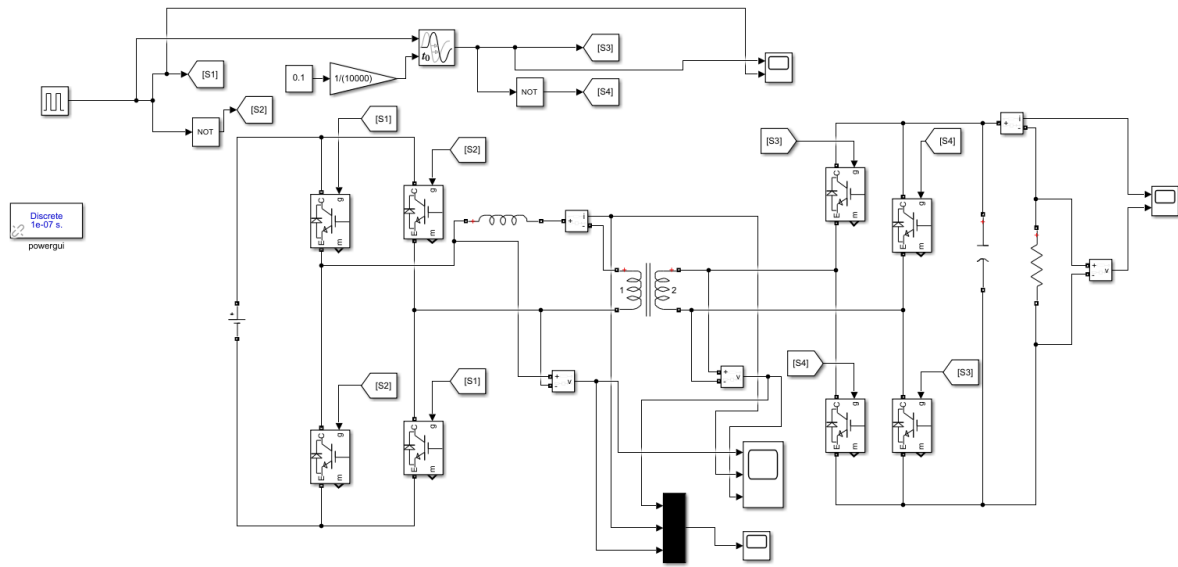 [S1]
[S2]
NOT
0.1
1/(10000)
t0
[S3]
NOT
[S4]
Discrete
1e-07 s.
powergui
+
[S1]
g
C
E
m
[S2]
g
C
E
m
[S2]
g
C
E
m
[S1]
g
C
E
m
+
+
i
-
+
1
+
2
+
v
-
+
v
-
[S3]
g
C
E
m
[S4]
g
C
E
m
[S4]
g
C
E
m
[S3]
g
C
E
m
+
i
-
+
+
+
v
-